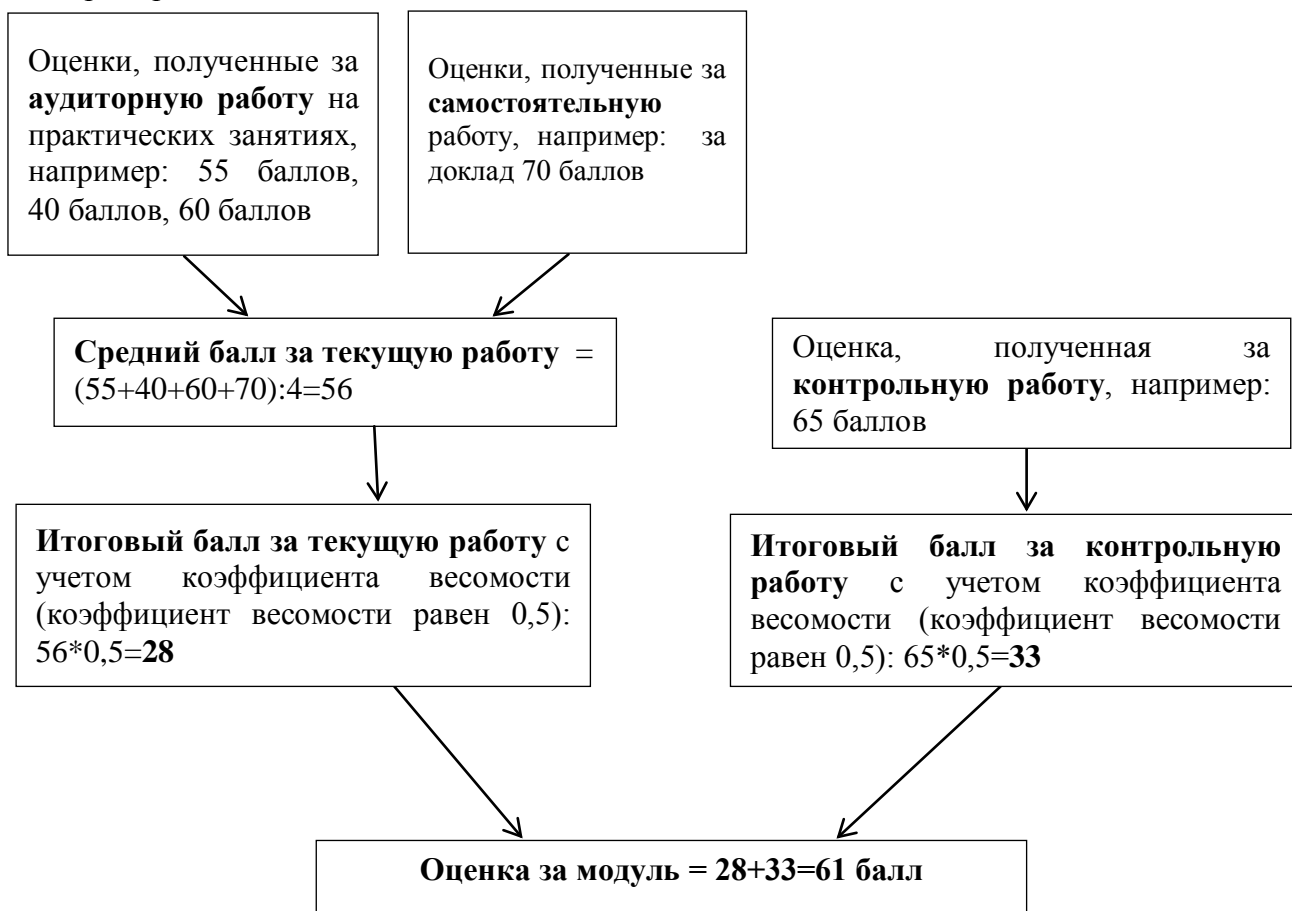 Оценки, полученные за
аудиторную работу на
практических занятиях,
например: 55 баллов,
40 баллов, 60 баллов
Оценки, полученные за
самостоятельную
работу, например: за
доклад 70 баллов
Средний балл за текущую работу =
(55+40+60+70):4=56
Оценка, полученная за
контрольную работу, например:
65 баллов
Итоговый балл за текущую работу с
учетом коэффициента весомости
(коэффициент весомости равен 0,5):
56*0,5=28
Итоговый балл за контрольную
работу с учетом коэффициента
весомости (коэффициент весомости
равен 0,5): 65*0,5=33
Оценка за модуль = 28+33=61 балл